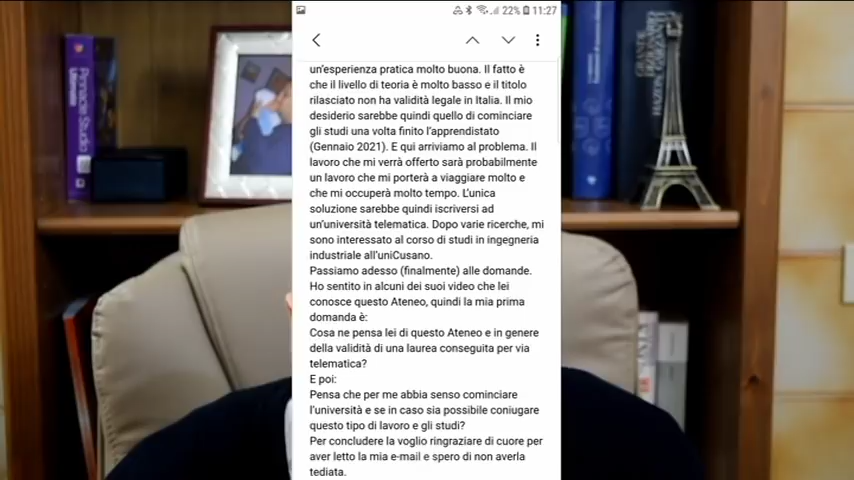 22% 11:27
un'esperienza pratica molto buona. Il fatto è
che il livello di teoria è molto basso e il titolo
rilasciato non ha validità legale in Italia. Il mio
desiderio sarebbe quindi quello di cominciare
gli studi una volta finito l'apprendistato
(Gennaio 2021). E qui arriviamo al problema. Il
lavoro che mi verrà offerto sarà probabilmente
un lavoro che mi porterà a viaggiare molto e
che mi occuperà molto tempo. L'unica
soluzione sarebbe quindi iscriversi ad
un'università telematica. Dopo varie ricerche, mi
sono interessato al corso di studi in ingegneria
industriale all'uniCusano.
Passiamo adesso (finalmente) alle domande.
Ho sentito in alcuni dei suoi video che lei
conosce questo Ateneo, quindi la mia prima
domanda è:
Cosa ne pensa lei di questo Ateneo e in genere
della validità di una laurea conseguita per via
telematica?
E poi:
Pensa che per me abbia senso cominciare
l'università e se in caso sia possibile coniugare
questo tipo di lavoro e gli studi?
Per concludere la voglio ringraziare di cuore per
aver letto la mia e-mail e spero di non averla
tediata.
Pinnacle Studio
Ultimate